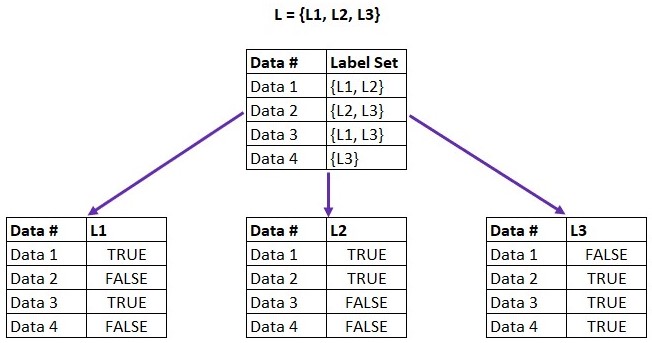 L = {L1, L2, L3}
Data # Label Set
Data 1 {L1, L2}
Data 2 {L2, L3}
Data 3 {L1, L3}
Data 4 {L3}
Data # L1
Data 1 TRUE
Data 2 FALSE
Data 3 TRUE
Data 4 FALSE
Data # L2
Data 1 TRUE
Data 2 TRUE
Data 3 FALSE
Data 4 FALSE
Data # L3
Data 1 FALSE
Data 2 TRUE
Data 3 TRUE
Data 4 TRUE